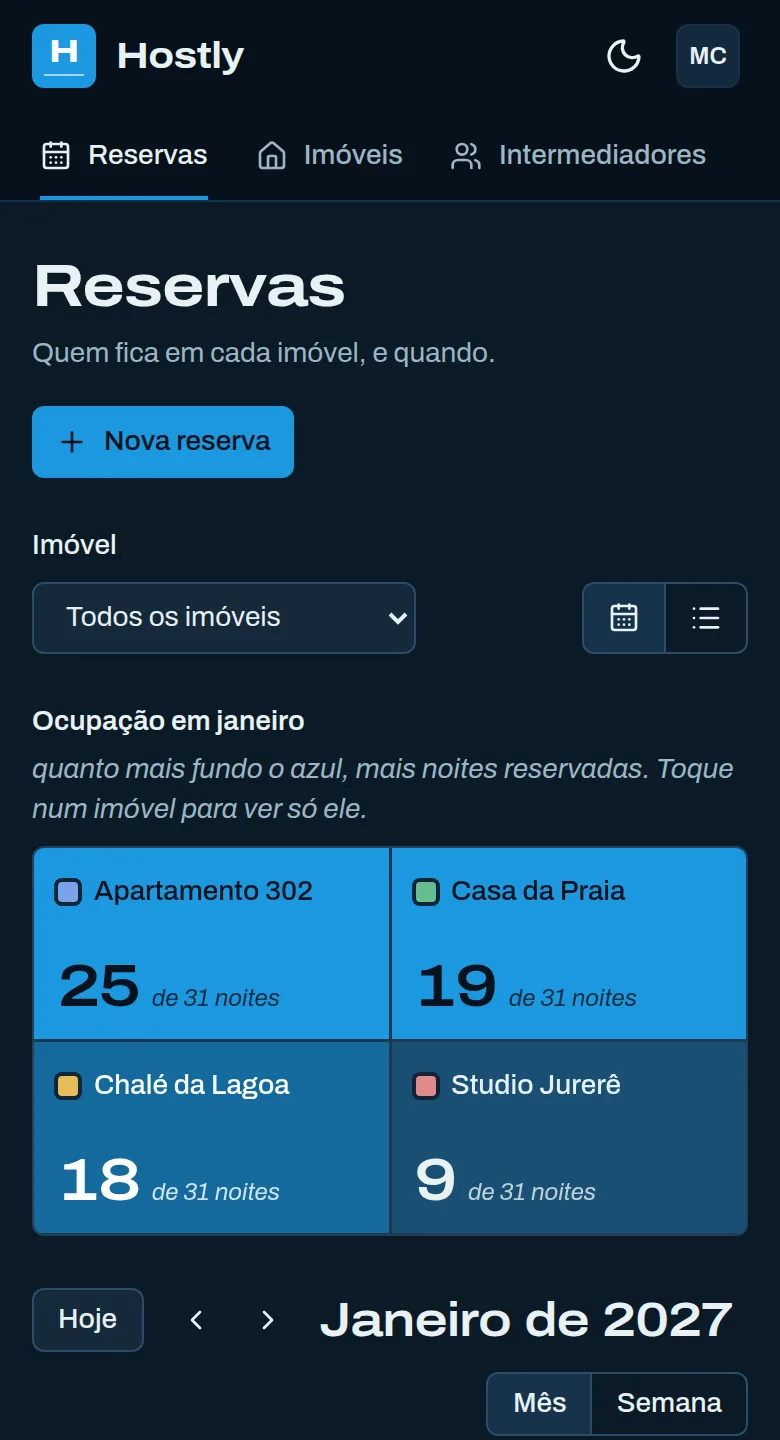 H
Hostly
MC
Reservas
Imóveis
Intermediadores
Reservas
Quem fica em cada imóvel, e quando.
Nova reserva
Imóvel
Todos os imóveis
Ocupação em janeiro
quanto mais fundo o azul, mais noites reservadas. Toque
num imóvel para ver só ele.
Apartamento 302
25 de 31 noites
Casa da Praia
19 de 31 noites
Chalé da Lagoa
18 de 31 noites
Studio Jurerê
9 de 31 noites
Hoje
Janeiro de 2027
Mês
Semana